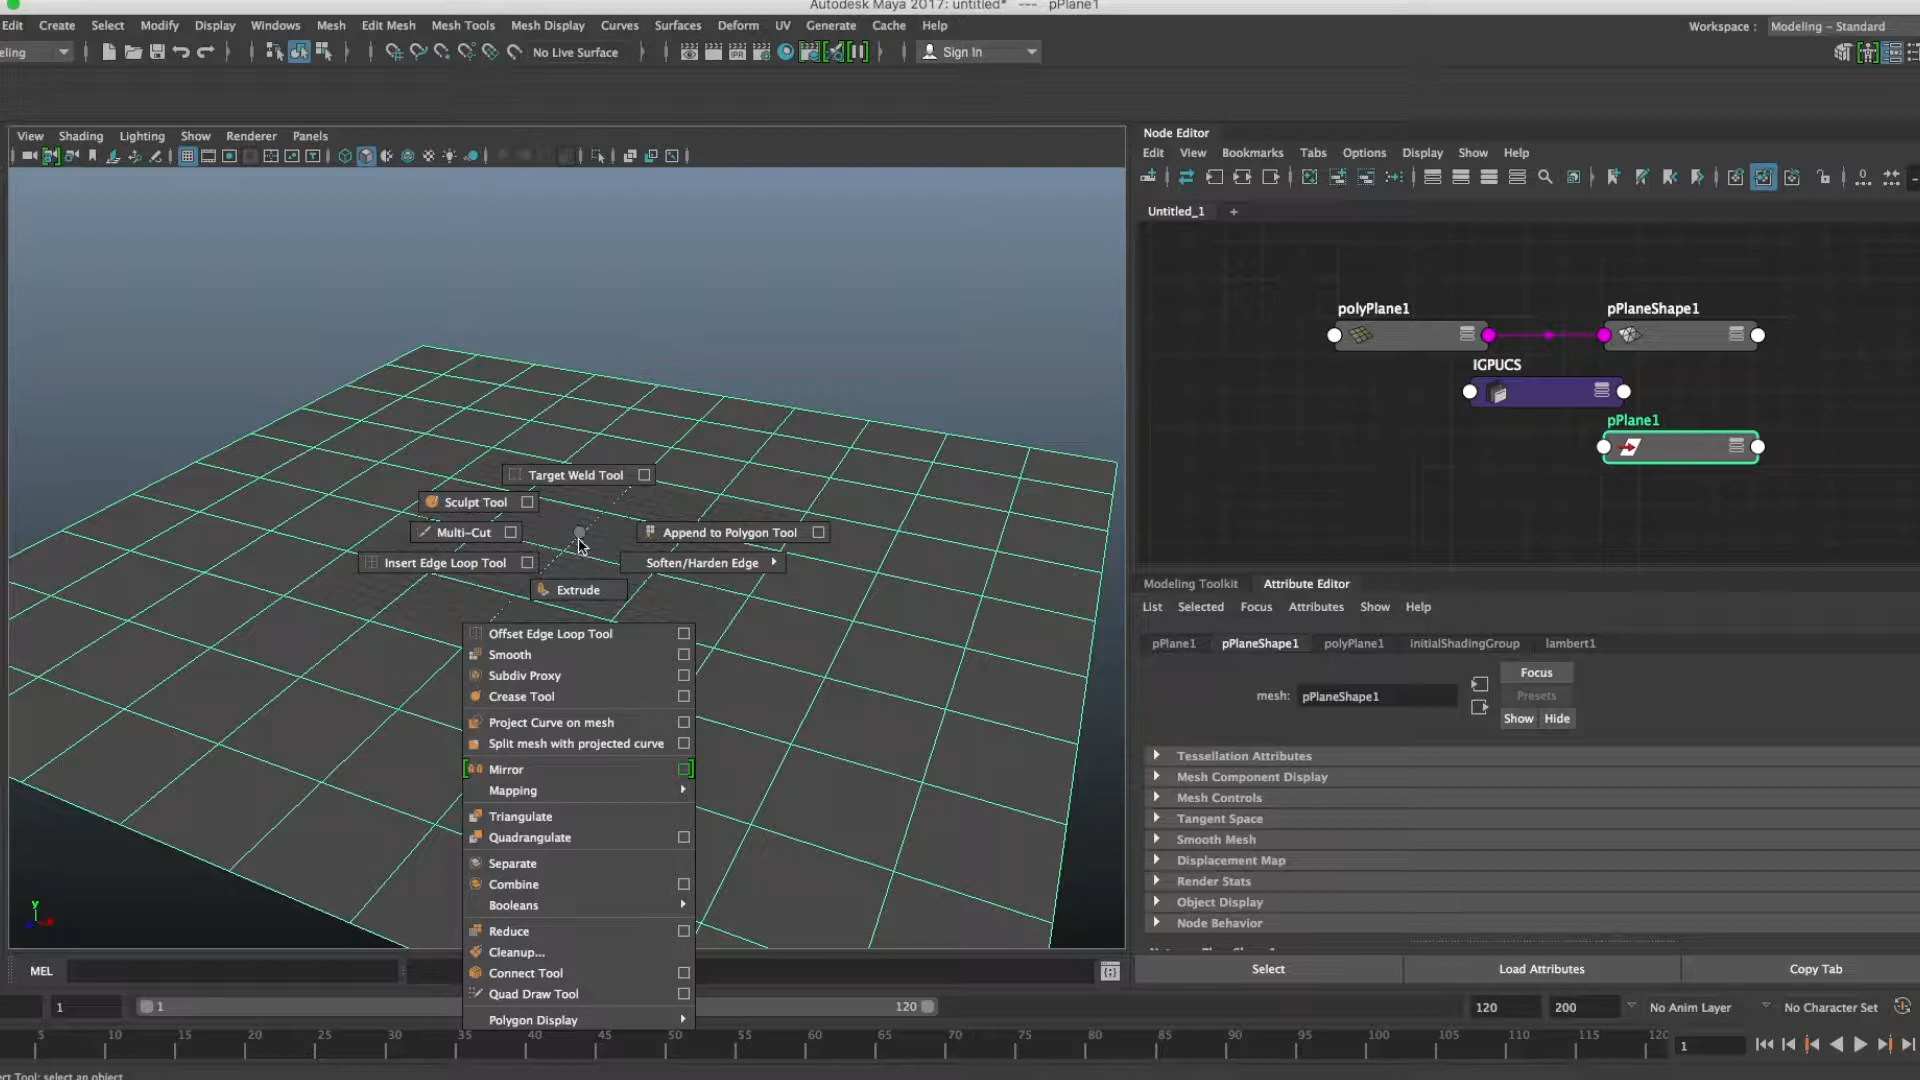 Autodesk Maya 2017: untitled* --- pPlane1
Edit Create Select Modify Display Windows Mesh Edit Mesh Mesh Tools Mesh Display Curves Surfaces Deform UV Generate Cache Help
Workspace : Modeling - Standard
eling No Live Surface Sign In
View Shading Lighting Show Renderer Panels
Node Editor
Edit View Bookmarks Tabs Options Display Show Help
Untitled_1 +
polyPlane1
pPlaneShape1
IGPUCS
pPlane1
Target Weld Tool
Sculpt Tool
Multi-Cut
Append to Polygon Tool
Insert Edge Loop Tool
Soften/Harden Edge
Extrude
Offset Edge Loop Tool
Smooth
Subdiv Proxy
Crease Tool
Project Curve on mesh
Split mesh with projected curve
Mirror
Mapping
Triangulate
Quadrangulate
Separate
Combine
Booleans
Reduce
Cleanup...
Connect Tool
Quad Draw Tool
Polygon Display
Modeling Toolkit Attribute Editor
List Selected Focus Attributes Show Help
pPlane1 pPlaneShape1 polyPlane1 initialShadingGroup lambert1
Focus
mesh: pPlaneShape1
Presets
Show Hide
Tessellation Attributes
Mesh Component Display
Mesh Controls
Tangent Space
Smooth Mesh
Displacement Map
Render Stats
Object Display
Node Behavior
Select Load Attributes Copy Tab
y
MEL
1 1 120 120 200 No Anim Layer No Character Set
5 10 15 20 25 30 35 40 45 50 55 60 65 70 75 80 85 90 95 100 105 110 115 120
1
ect Tool: select an object